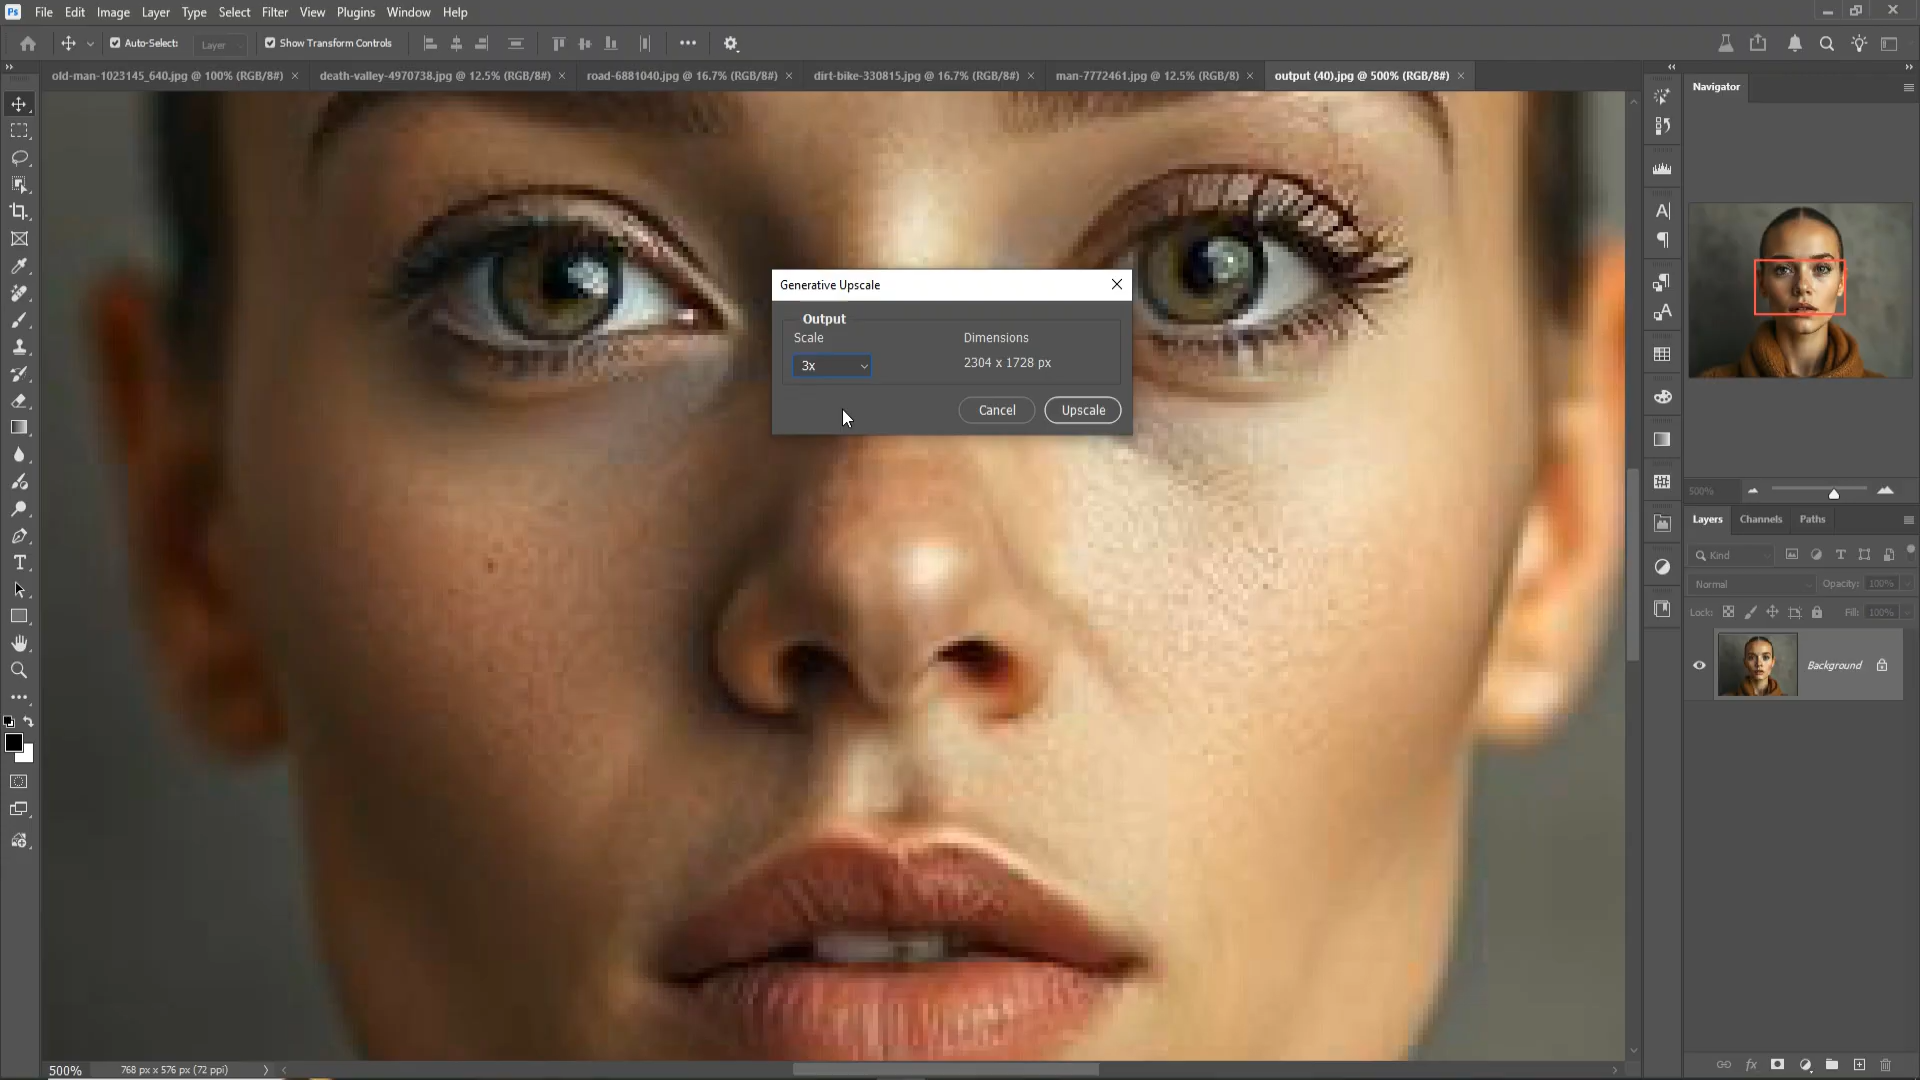 Ps File Edit Image Layer Type Select Filter View Plugins Window Help
Auto-Select: Layer Show Transform Controls
old-man-1023145_640.jpg @ 100% (RGB/8#) death-valley-4970738.jpg @ 12.5% (RGB/8#) road-6881040.jpg @ 16.7% (RGB/8#) dirt-bike-330815.jpg @ 16.7% (RGB/8#) man-7772461.jpg @ 12.5% (RGB/8) output (40).jpg @ 500% (RGB/8#)
Navigator
Generative Upscale
Output
Scale Dimensions
3x 2304 x 1728 px
Cancel Upscale
500%
Layers Channels Paths
Kind
Normal Opacity: 100%
Lock: Fill: 100%
Background
500% 768 px x 576 px (72 ppi)